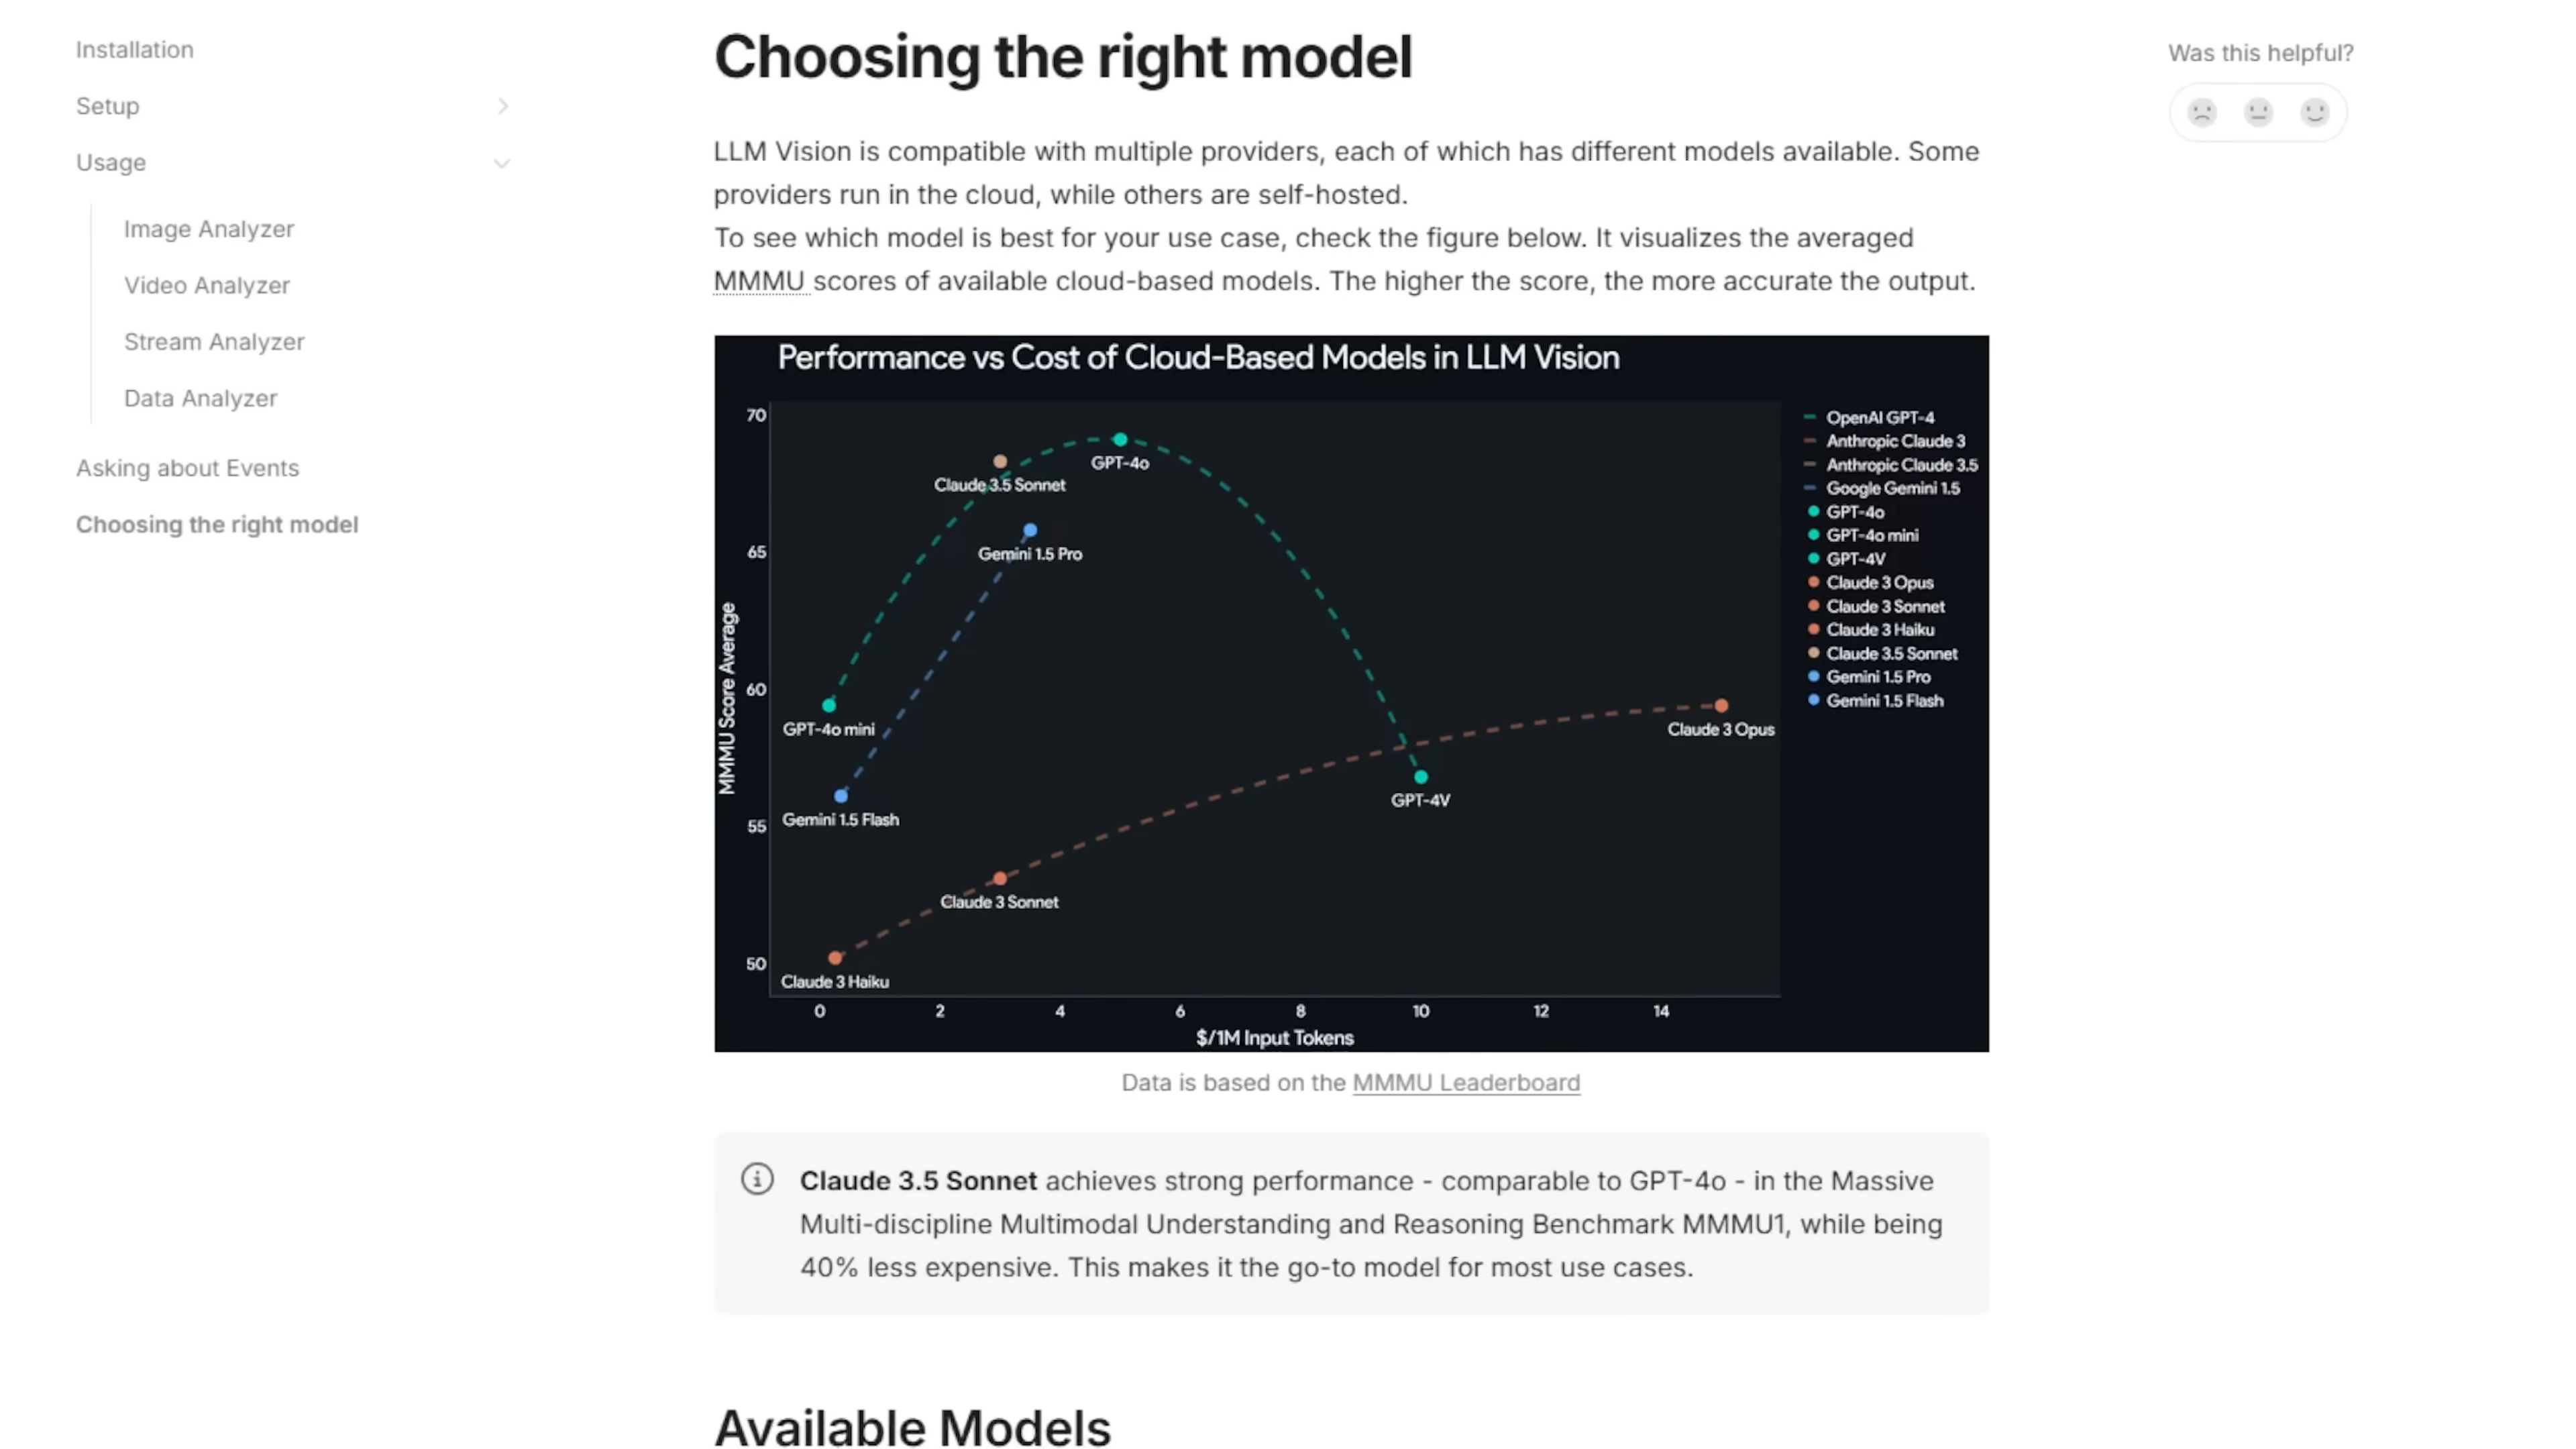 Installation
Setup
Usage
Image Analyzer
Video Analyzer
Stream Analyzer
Data Analyzer
Asking about Events
Choosing the right model
Choosing the right model
LLM Vision is compatible with multiple providers, each of which has different models available. Some
providers run in the cloud, while others are self-hosted.
To see which model is best for your use case, check the figure below. It visualizes the averaged
MMMU scores of available cloud-based models. The higher the score, the more accurate the output.
Performance vs Cost of Cloud-Based Models in LLM Vision
MMMU Score Average
70
65
60
55
50
Claude 3.5 Sonnet
GPT-4o
Gemini 1.5 Pro
GPT-4o mini
Claude 3 Opus
GPT-4V
Gemini 1.5 Flash
Claude 3 Sonnet
Claude 3 Haiku
0 2 4 6 8 10 12 14
$/1M Input Tokens
OpenAI GPT-4
Anthropic Claude 3
Anthropic Claude 3.5
Google Gemini 1.5
GPT-4o
GPT-4o mini
GPT-4V
Claude 3 Opus
Claude 3 Sonnet
Claude 3 Haiku
Claude 3.5 Sonnet
Gemini 1.5 Pro
Gemini 1.5 Flash
Data is based on the MMMU Leaderboard
Claude 3.5 Sonnet achieves strong performance - comparable to GPT-4o - in the Massive
Multi-discipline Multimodal Understanding and Reasoning Benchmark MMMU1, while being
40% less expensive. This makes it the go-to model for most use cases.
Available Models
Was this helpful?